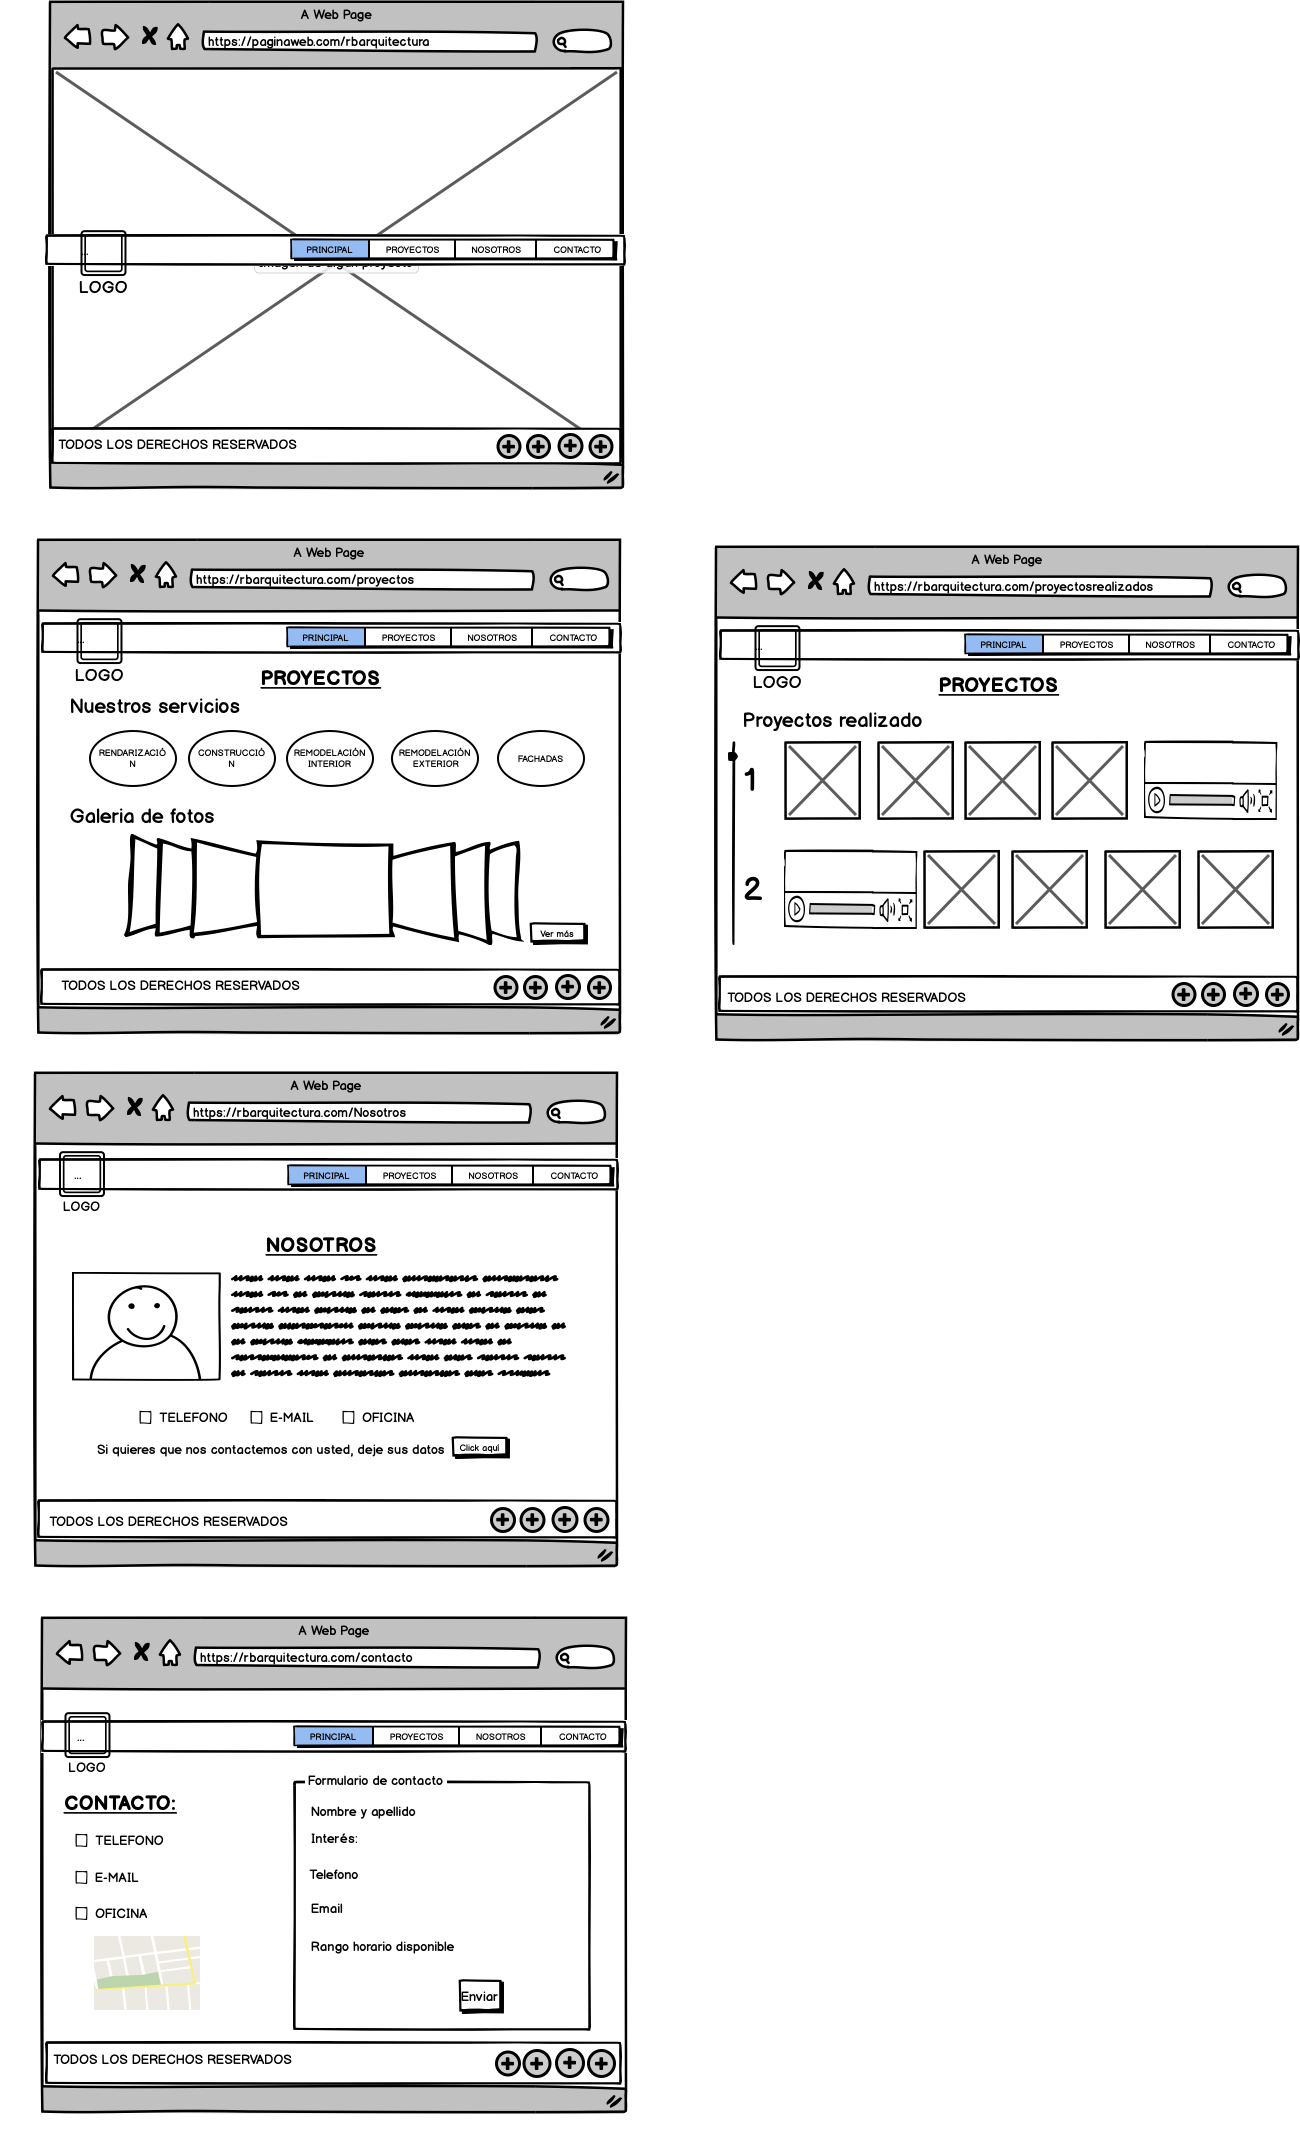 A Web Page
https://paginaweb.com/rbarquitectura
PRINCIPAL PROYECTOS NOSOTROS CONTACTO
...
LOGO
TODOS LOS DERECHOS RESERVADOS
A Web Page
https://rbarquitectura.com/proyectos
PRINCIPAL PROYECTOS NOSOTROS CONTACTO
...
LOGO
PROYECTOS
Nuestros servicios
RENDARIZACIÓ
N
CONSTRUCCIÓ
N
REMODELACIÓN
INTERIOR
REMODELACIÓN
EXTERIOR
FACHADAS
Galeria de fotos
Ver más
TODOS LOS DERECHOS RESERVADOS
A Web Page
https://rbarquitectura.com/proyectosrealizados
PRINCIPAL PROYECTOS NOSOTROS CONTACTO
...
LOGO
PROYECTOS
Proyectos realizado
1
2
TODOS LOS DERECHOS RESERVADOS
A Web Page
https://rbarquitectura.com/Nosotros
PRINCIPAL PROYECTOS NOSOTROS CONTACTO
...
LOGO
NOSOTROS
TELEFONO E-MAIL OFICINA
Si quieres que nos contactemos con usted, deje sus datos Click aquí
TODOS LOS DERECHOS RESERVADOS
A Web Page
https://rbarquitectura.com/contacto
PRINCIPAL PROYECTOS NOSOTROS CONTACTO
...
LOGO
CONTACTO:
TELEFONO
E-MAIL
OFICINA
Formulario de contacto
Nombre y apellido
Interés:
Telefono
Email
Rango horario disponible
Enviar
TODOS LOS DERECHOS RESERVADOS